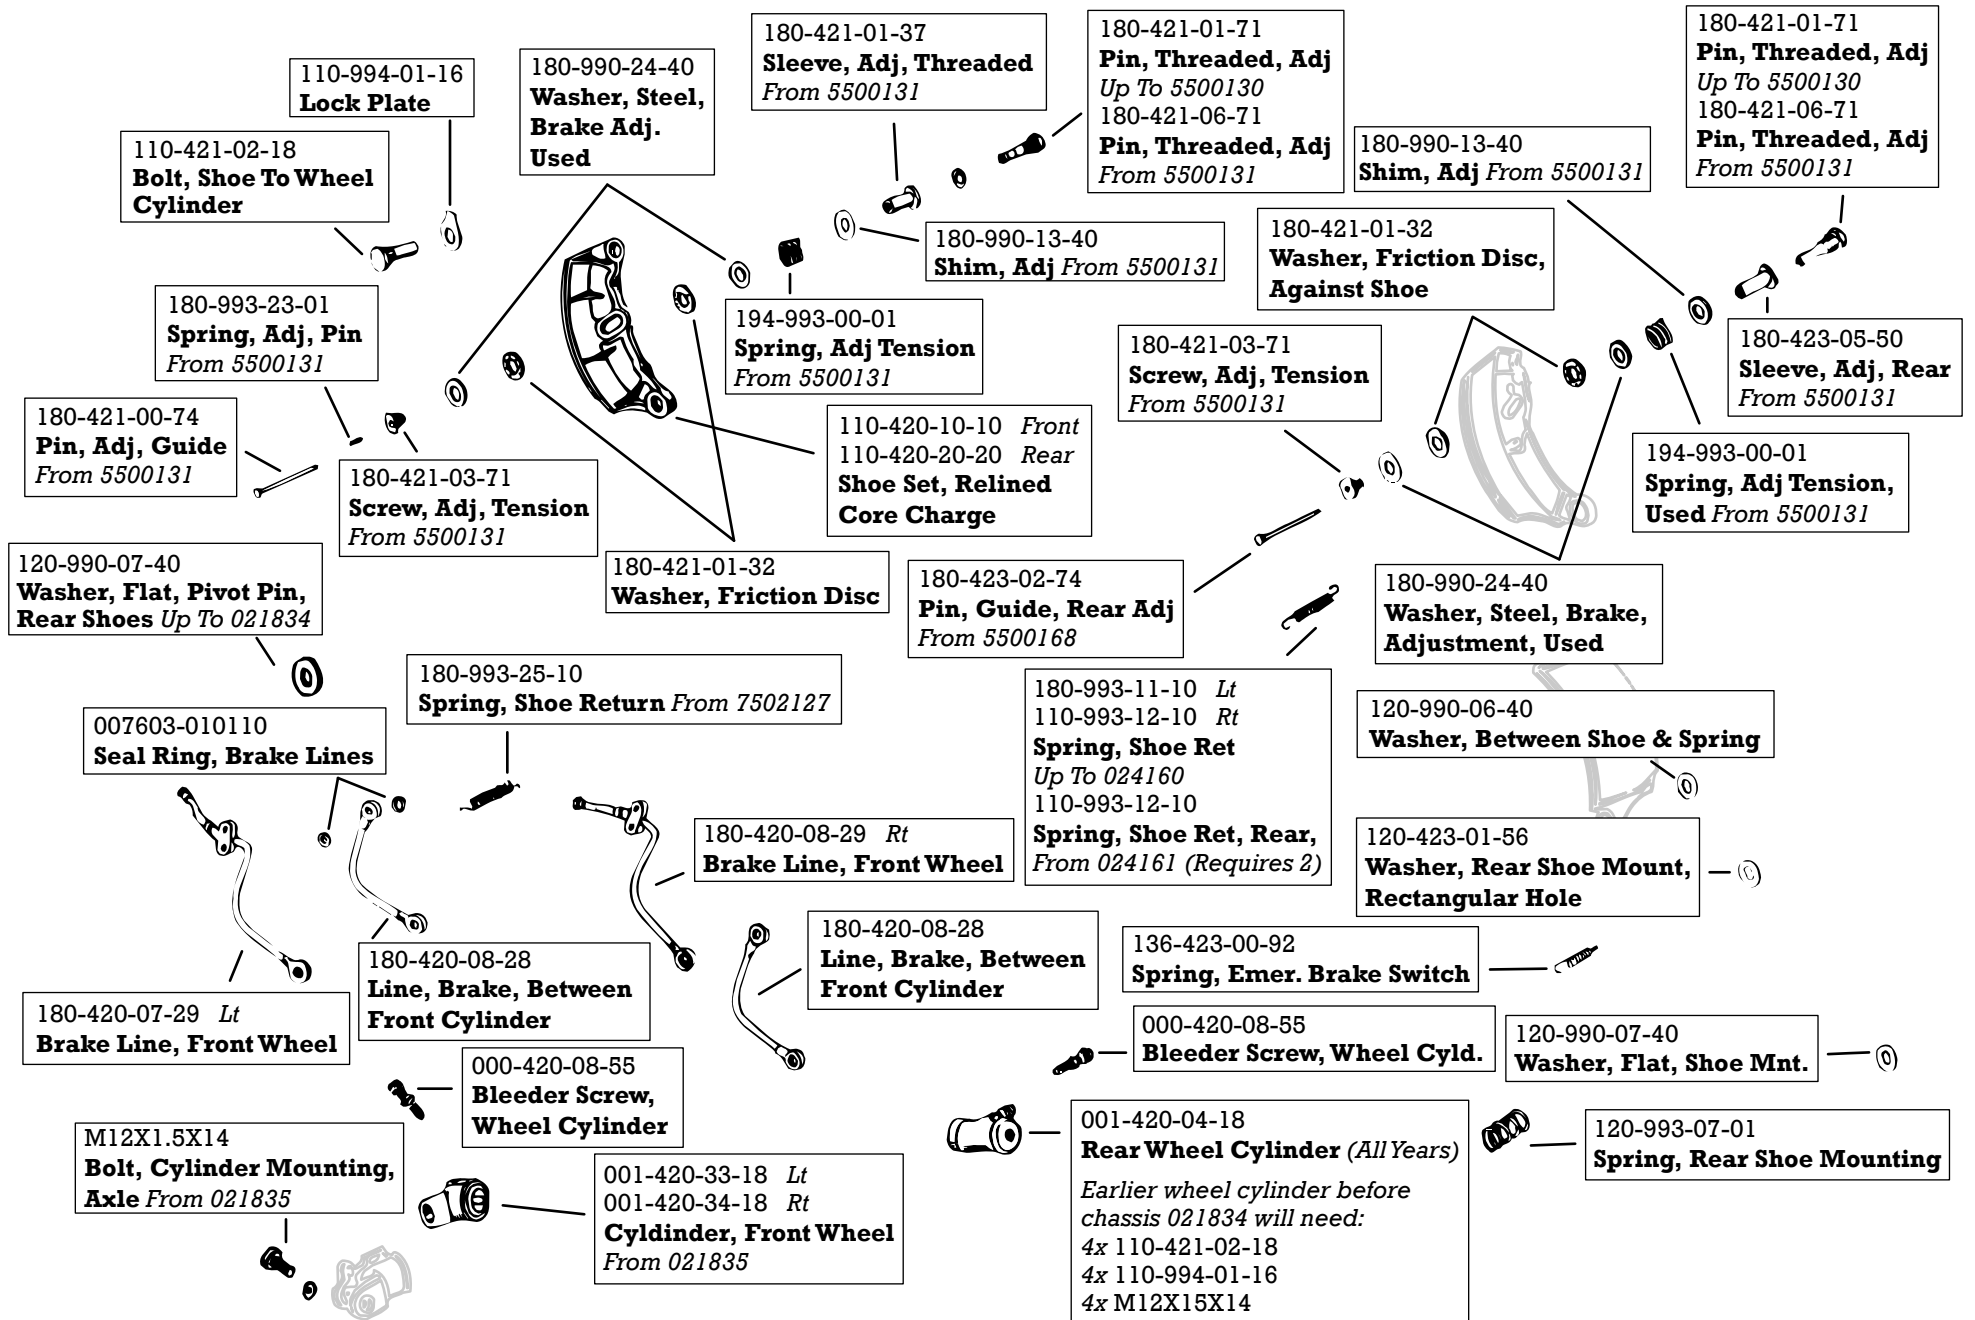 180-421-01-37
Sleeve, Adj, Threaded
From 5500131
180-421-01-71
Pin, Threaded, Adj
Up To 5500130
180-421-06-71
Pin, Threaded, Adj
From 5500131
180-421-01-71
Pin, Threaded, Adj
Up To 5500130
180-421-06-71
Pin, Threaded, Adj
From 5500131
110-994-01-16
Lock Plate
180-990-24-40
Washer, Steel,
Brake Adj.
Used
110-421-02-18
Bolt, Shoe To Wheel
Cylinder
180-990-13-40
Shim, Adj From 5500131
180-990-13-40
Shim, Adj From 5500131
180-421-01-32
Washer, Friction Disc,
Against Shoe
180-993-23-01
Spring, Adj, Pin
From 5500131
194-993-00-01
Spring, Adj Tension
From 5500131
180-421-03-71
Screw, Adj, Tension
From 5500131
180-423-05-50
Sleeve, Adj, Rear
From 5500131
180-421-00-74
Pin, Adj, Guide
From 5500131
180-421-03-71
Screw, Adj, Tension
From 5500131
110-420-10-10 Front
110-420-20-20 Rear
Shoe Set, Relined
Core Charge
194-993-00-01
Spring, Adj Tension,
Used From 5500131
120-990-07-40
Washer, Flat, Pivot Pin,
Rear Shoes Up To 021834
180-421-01-32
Washer, Friction Disc
180-423-02-74
Pin, Guide, Rear Adj
From 5500168
180-990-24-40
Washer, Steel, Brake,
Adjustment, Used
180-993-25-10
Spring, Shoe Return From 7502127
180-993-11-10 Lt
110-993-12-10 Rt
Spring, Shoe Ret
Up To 024160
110-993-12-10
Spring, Shoe Ret, Rear,
From 024161 (Requires 2)
120-990-06-40
Washer, Between Shoe & Spring
007603-010110
Seal Ring, Brake Lines
180-420-08-29 Rt
Brake Line, Front Wheel
120-423-01-56
Washer, Rear Shoe Mount,
Rectangular Hole
180-420-07-29 Lt
Brake Line, Front Wheel
180-420-08-28
Line, Brake, Between
Front Cylinder
180-420-08-28
Line, Brake, Between
Front Cylinder
136-423-00-92
Spring, Emer. Brake Switch
000-420-08-55
Bleeder Screw, Wheel Cyld.
120-990-07-40
Washer, Flat, Shoe Mnt.
000-420-08-55
Bleeder Screw,
Wheel Cylinder
M12X1.5X14
Bolt, Cylinder Mounting,
Axle From 021835
001-420-33-18 Lt
001-420-34-18 Rt
Cyldinder, Front Wheel
From 021835
001-420-04-18
Rear Wheel Cylinder (All Years)
Earlier wheel cylinder before
chassis 021834 will need:
4x 110-421-02-18
4x 110-994-01-16
4x M12X15X14
120-993-07-01
Spring, Rear Shoe Mounting